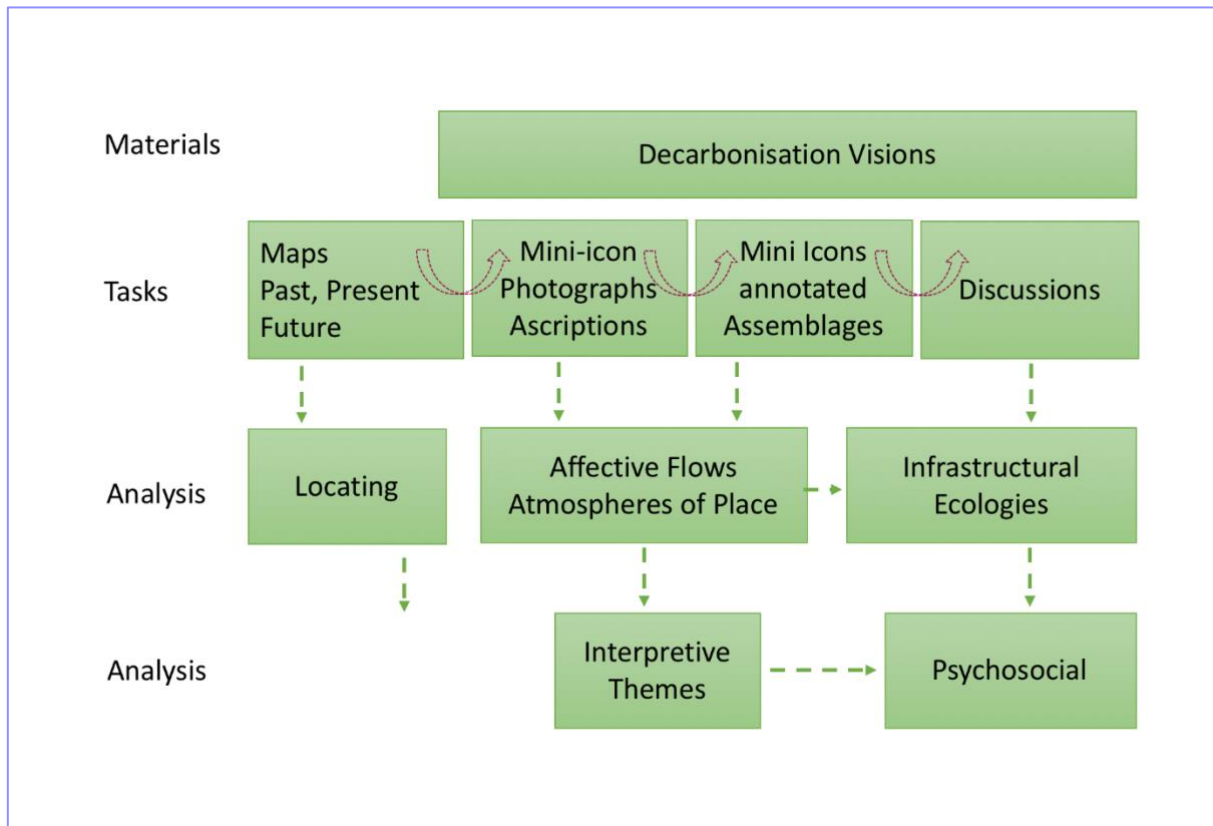 Materials
Decarbonisation Visions
Tasks
Maps
Past, Present
Future
Mini-icon
Photographs
Ascriptions
Mini Icons
annotated
Assemblages
Discussions
Analysis
Locating
Affective Flows
Atmospheres of Place
Infrastructural
Ecologies
Analysis
Interpretive
Themes
Psychosocial